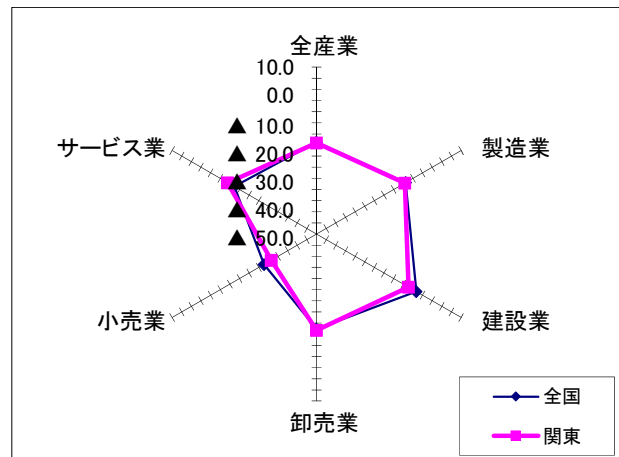 全産業
10.0
0.0
▲ 10.0
▲ 20.0
▲ 30.0
▲ 40.0
▲ 50.0
サービス業
製造業
小売業
建設業
卸売業
全国
関東